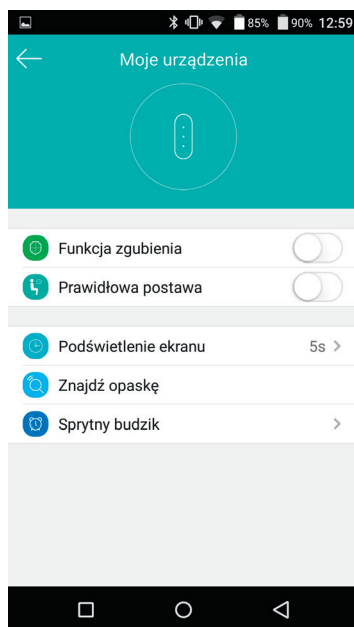 85% 90% 12:59
Moje urządzenia
Funkcja zgubienia
Prawidłowa postawa
Podświetlenie ekranu 5s
Znajdź opaskę
Sprytny budzik